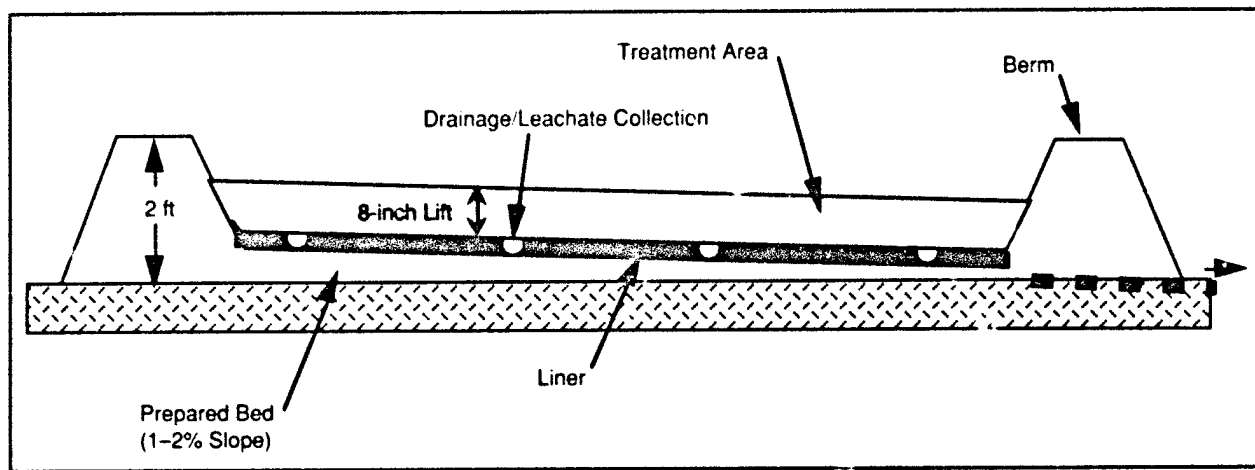 Treatment Area
Berm
Drainage/Leachate Collection
2 ft
8-inch Lift
Liner
Prepared Bed
(1–2% Slope)